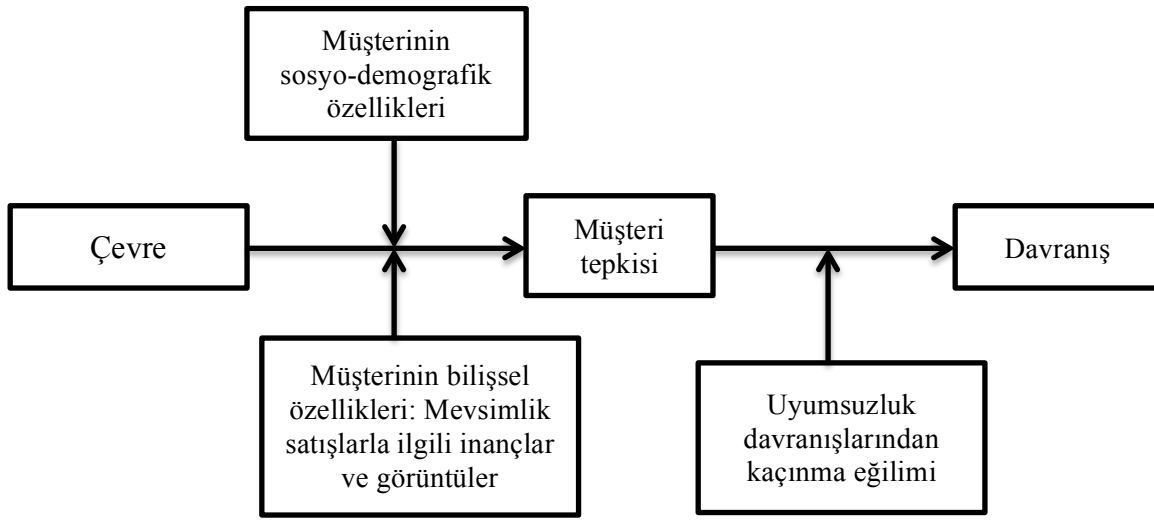 Müşterinin
sosyo-demografik
özellikleri
Çevre
Müşteri
tepkisi
Davranış
Müşterinin bilişsel
özellikleri: Mevsimlik
satışlarla ilgili inançlar
ve görüntüler
Uyumsuzluk
davranışlarından
kaçınma eğilimi